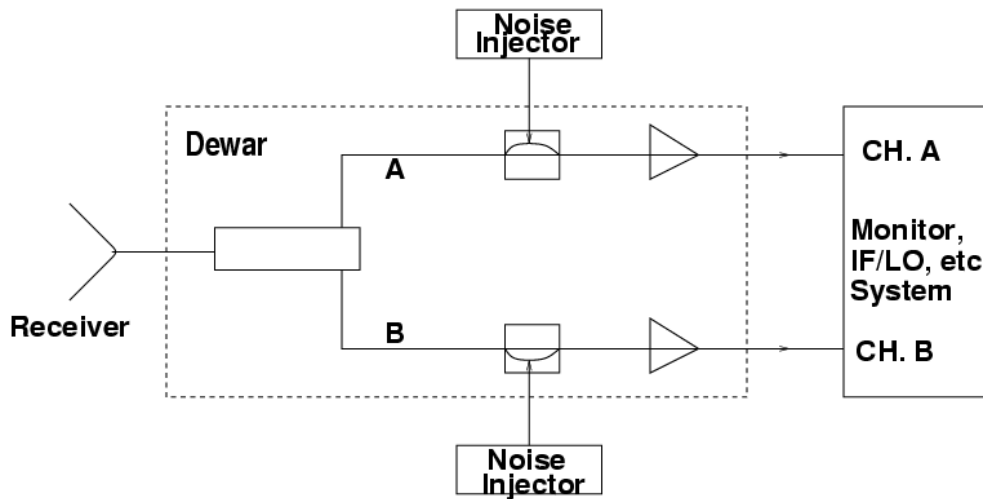 Noise
Injector
Dewar
A
CH. A
Monitor,
IF/LO, etc
System
Receiver
B
CH. B
Noise
Injector